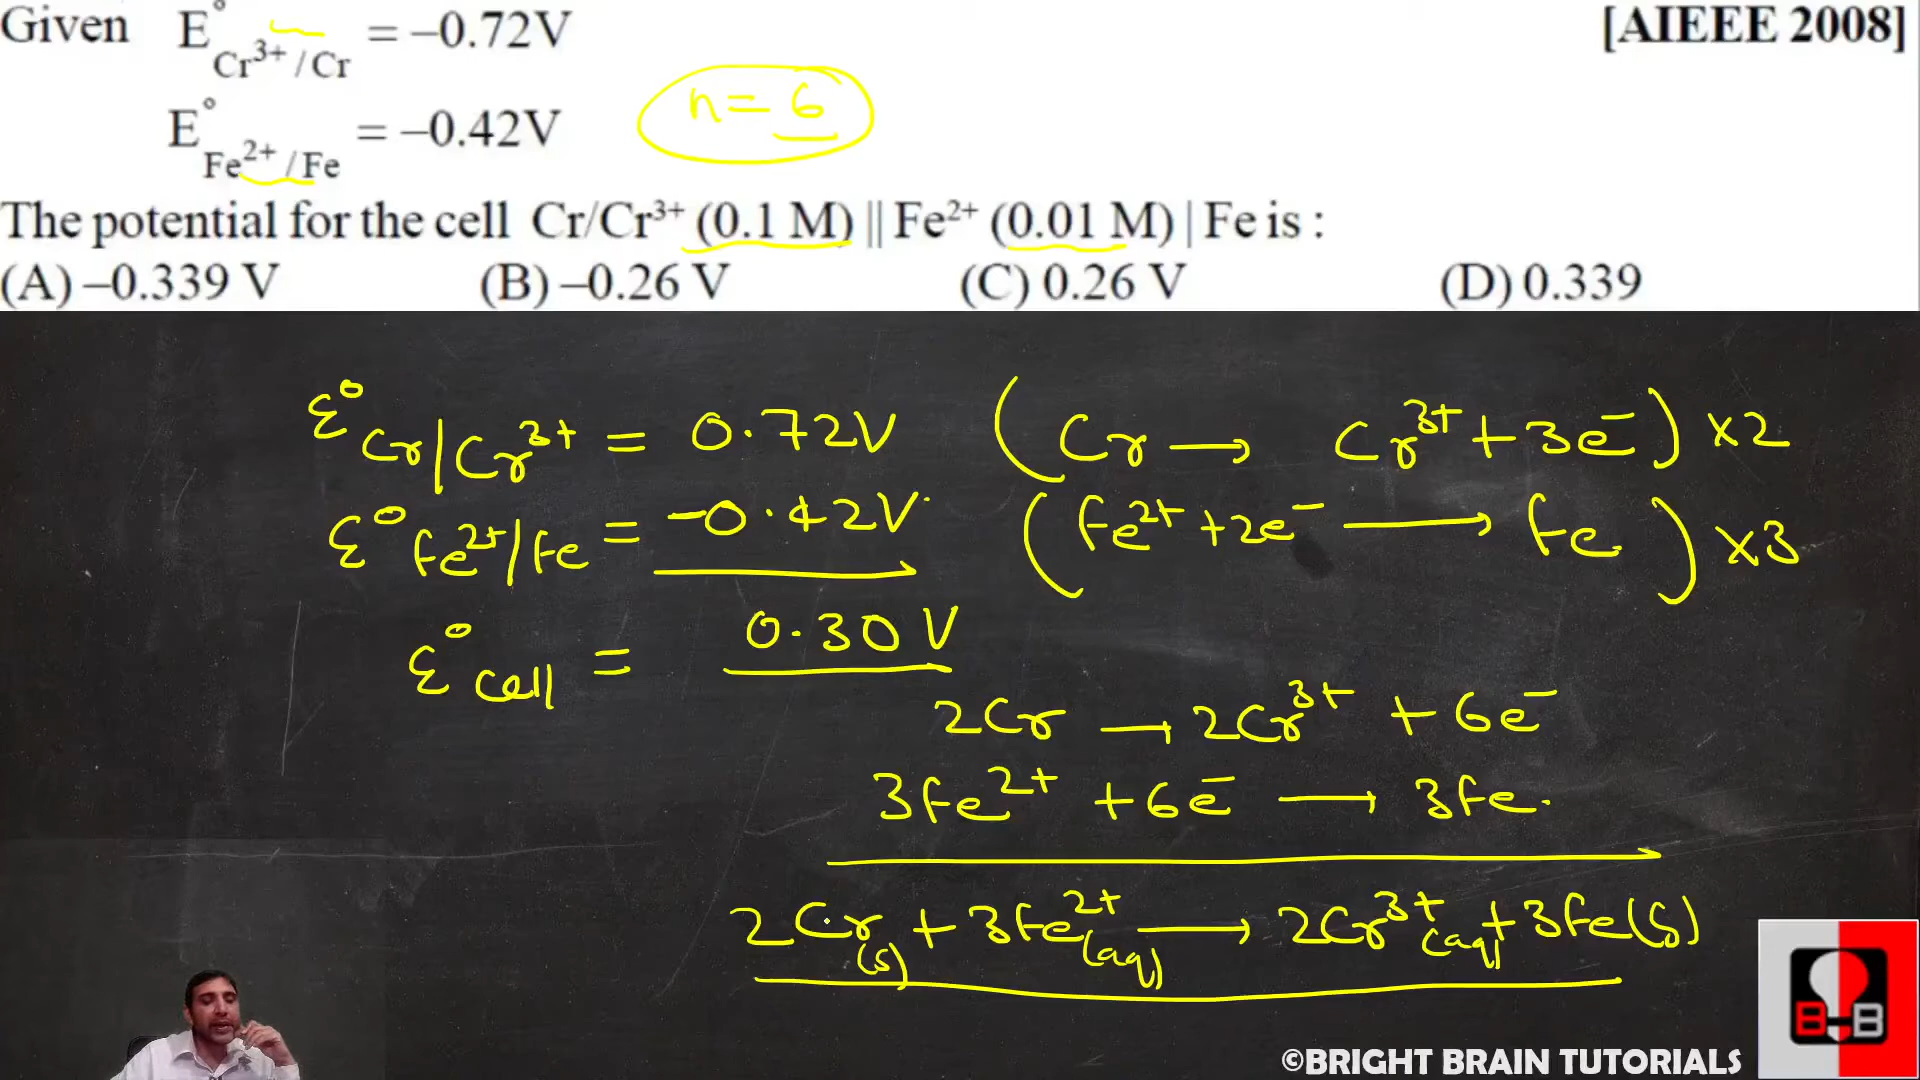 Given E° Cr³⁺/Cr = –0.72V [AIEEE 2008]
E° Fe²⁺/Fe = –0.42V
n = 6
The potential for the cell Cr/Cr³⁺ (0.1 M) || Fe²⁺ (0.01 M) | Fe is :
(A) –0.339 V (B) –0.26 V (C) 0.26 V (D) 0.339
ε° Cr/Cr³⁺ = 0.72V (Cr → Cr³⁺ + 3e⁻) ×2
ε° Fe²⁺/Fe = -0.42V (Fe²⁺ + 2e⁻ → Fe) ×3
ε° cell = 0.30 V
2Cr → 2Cr³⁺ + 6e⁻
3Fe²⁺ + 6e⁻ → 3Fe
2Cr(s) + 3Fe²⁺(aq) → 2Cr³⁺(aq) + 3Fe(s)
B B
©BRIGHT BRAIN TUTORIALS